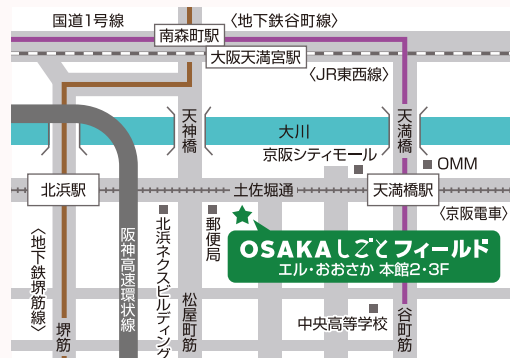 国道1号線
〈地下鉄谷町線〉
南森町駅
大阪天満宮駅
〈JR東西線〉
天神橋
大川
天満橋
京阪シティモール
OMM
北浜駅
土佐堀通
天満橋駅
〈京阪電車〉
〈地下鉄堺筋線〉
阪神高速環状線
北浜ネクスビルディング
郵便局
OSAKAしごとフィールド
エル・おおさか 本館2・3F
堺筋
松屋町筋
中央高等学校
谷町筋